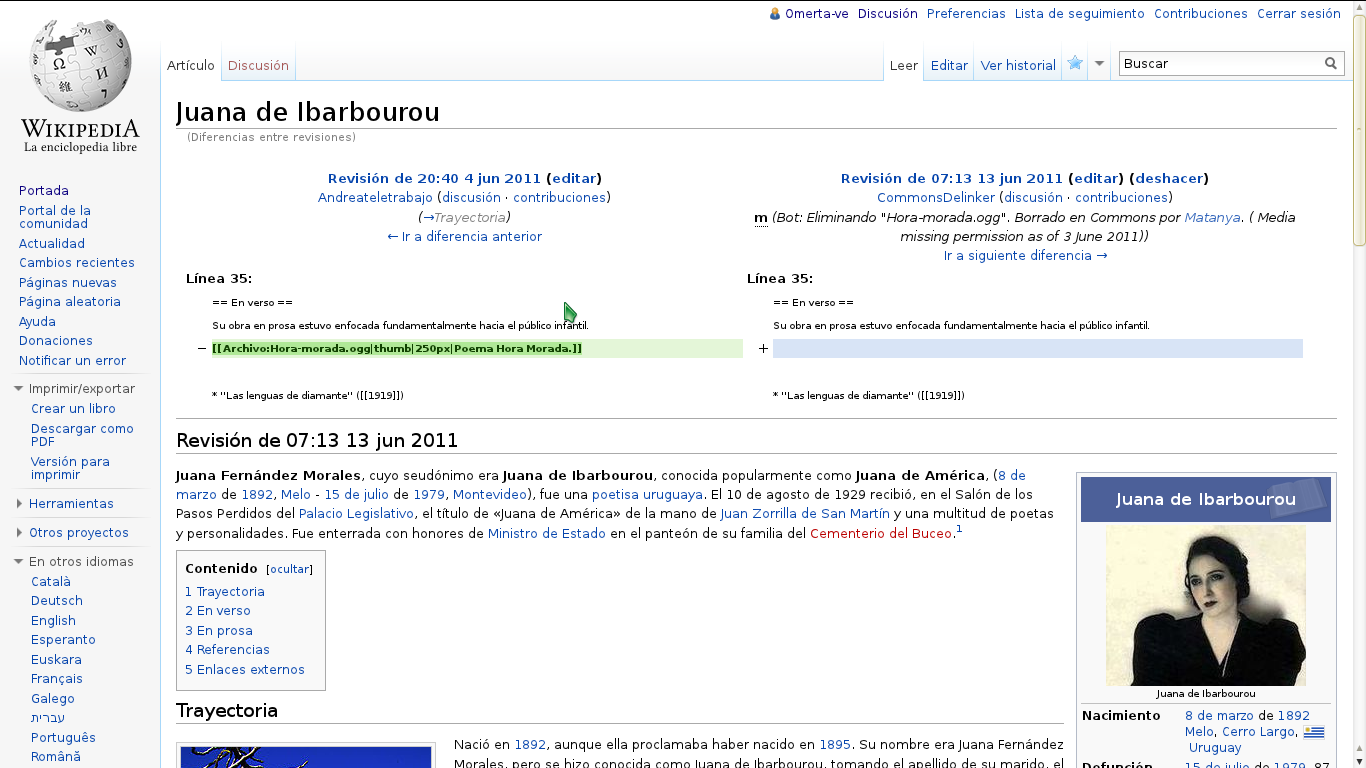 Omerta-ve Discusión Preferencias Lista de seguimiento Contribuciones Cerrar sesión
Artículo Discusión Leer Editar Ver historial Buscar
WIKIPEDIA
La enciclopedia libre
Portada
Portal de la
comunidad
Actualidad
Cambios recientes
Páginas nuevas
Página aleatoria
Ayuda
Donaciones
Notificar un error
Imprimir/exportar
Crear un libro
Descargar como
PDF
Versión para
imprimir
Herramientas
Otros proyectos
En otros idiomas
Català
Deutsch
English
Esperanto
Euskara
Français
Galego
עברית
Português
Română
Juana de Ibarbourou
(Diferencias entre revisiones)
Revisión de 20:40 4 jun 2011 (editar)
Andreateletrabajo (discusión · contribuciones)
(→Trayectoria)
← Ir a diferencia anterior
Revisión de 07:13 13 jun 2011 (editar) (deshacer)
CommonsDelinker (discusión · contribuciones)
m (Bot: Eliminando "Hora-morada.ogg". Borrado en Commons por Matanya. ( Media
missing permission as of 3 June 2011))
Ir a siguiente diferencia →
Línea 35: Línea 35:
== En verso == == En verso ==
Su obra en prosa estuvo enfocada fundamentalmente hacia el público infantil. Su obra en prosa estuvo enfocada fundamentalmente hacia el público infantil.
− [[Archivo:Hora-morada.ogg|thumb|250px|Poema Hora Morada.]] +
* ''Las lenguas de diamante'' ([[1919]]) * ''Las lenguas de diamante'' ([[1919]])
Revisión de 07:13 13 jun 2011
Juana Fernández Morales, cuyo seudónimo era Juana de Ibarbourou, conocida popularmente como Juana de América, (8 de
marzo de 1892, Melo - 15 de julio de 1979, Montevideo), fue una poetisa uruguaya. El 10 de agosto de 1929 recibió, en el Salón de los
Pasos Perdidos del Palacio Legislativo, el título de «Juana de América» de la mano de Juan Zorrilla de San Martín y una multitud de poetas
y personalidades. Fue enterrada con honores de Ministro de Estado en el panteón de su familia del Cementerio del Buceo.1
Contenido [ocultar]
1 Trayectoria
2 En verso
3 En prosa
4 Referencias
5 Enlaces externos
Trayectoria
Nació en 1892, aunque ella proclamaba haber nacido en 1895. Su nombre era Juana Fernández
Morales, pero se hizo conocida como Juana de Ibarbourou, tomando el apellido de su marido, el
Juana de Ibarbourou
Juana de Ibarbourou
Nacimiento 8 de marzo de 1892
Melo, Cerro Largo,
Uruguay
Defunción 15 de julio de 1979, 87